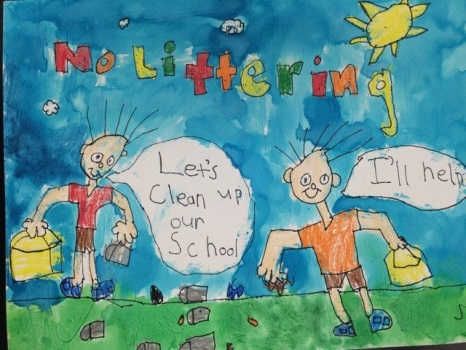 No Littering
Let's
Clean up
our
School
I'll help